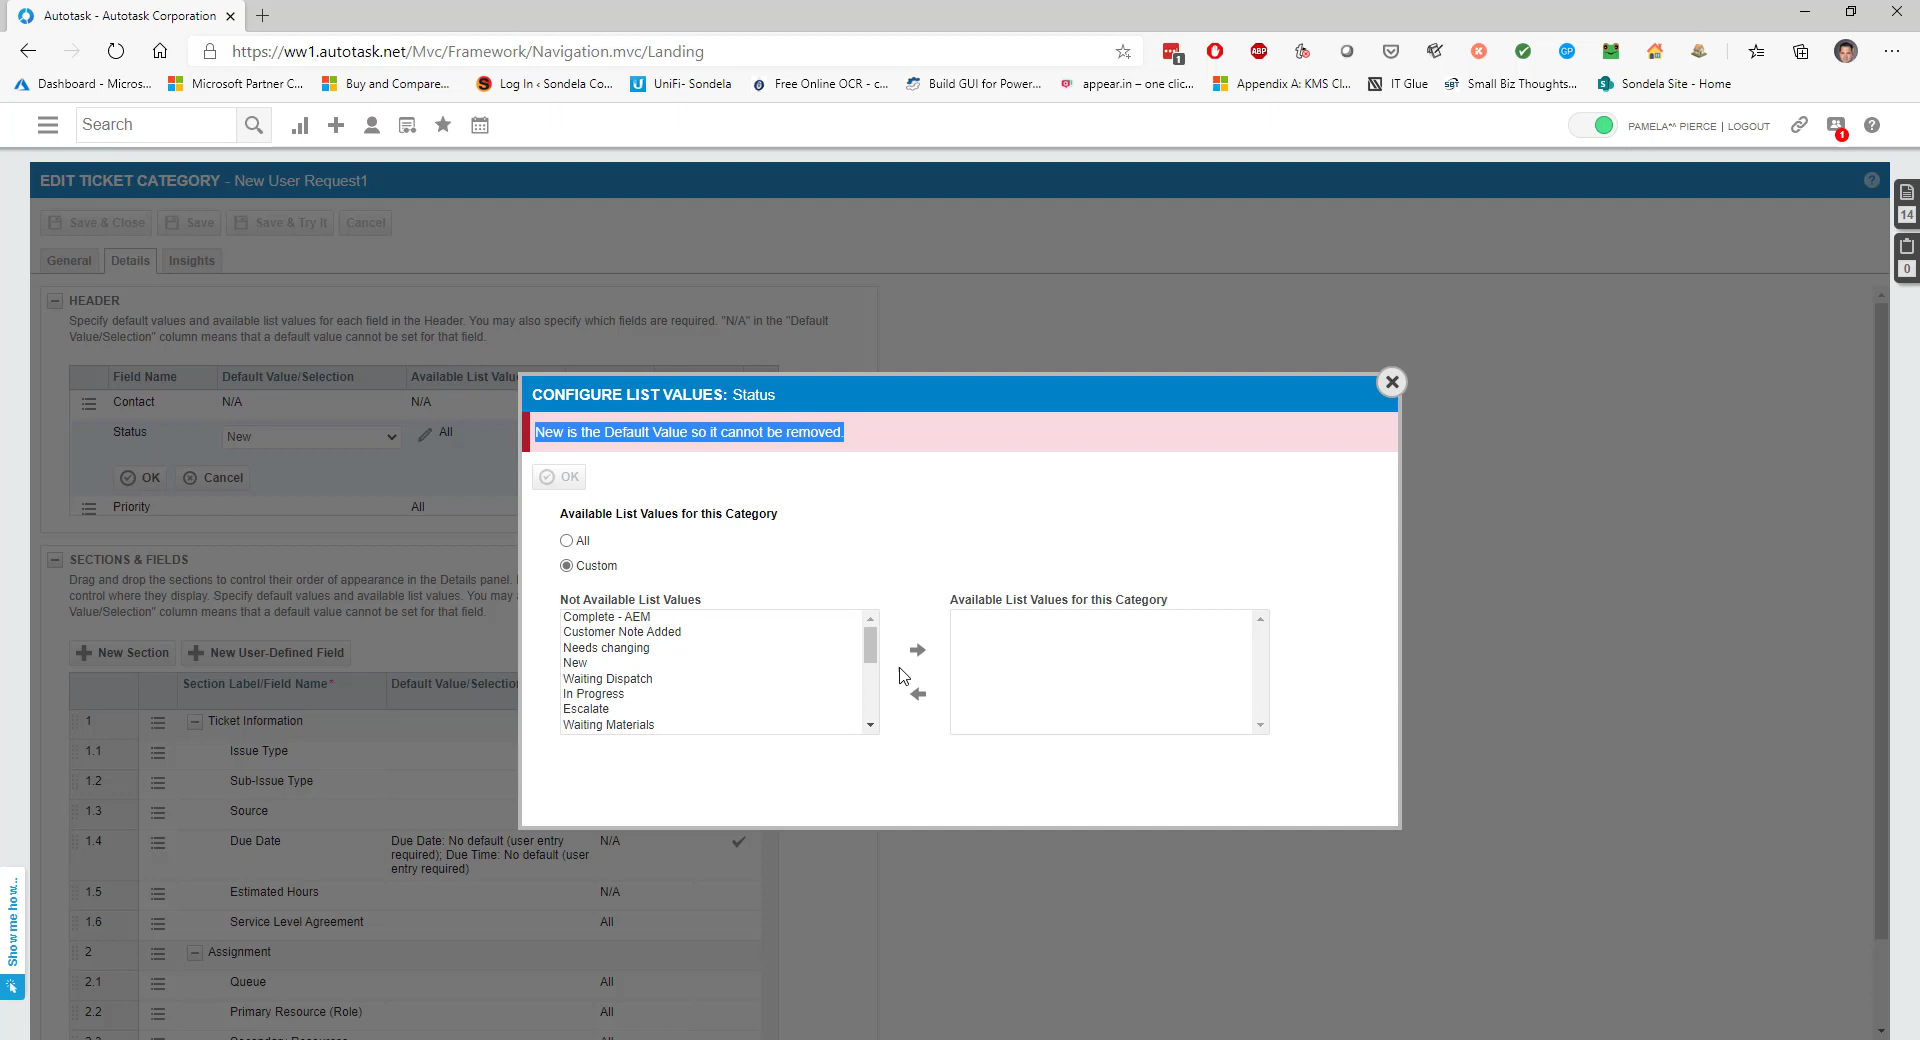 Autotask - Autotask Corporation
https://ww1.autotask.net/Mvc/Framework/Navigation.mvc/Landing
ABP
1
GP
Dashboard - Micros...
Microsoft Partner C...
Buy and Compare...
Log In ‹ Sondela Co...
UniFi- Sondela
Free Online OCR - c...
Build GUI for Power...
appear.in – one clic...
Appendix A: KMS Cl...
IT Glue
SBT
Small Biz Thoughts...
Sondela Site - Home
Search
PAMELA*^ PIERCE | LOGOUT
1
EDIT TICKET CATEGORY - New User Request1
14
0
Save & Close
Save
Save & Try It
Cancel
General
Details
Insights
HEADER
Specify default values and available list values for each field in the Header. You may also specify which fields are required. "N/A" in the "Default
Value/Selection" column means that a default value cannot be set for that field.
Field Name
Default Value/Selection
Available List Valu
Contact
N/A
N/A
Status
New
All
OK
Cancel
Priority
All
SECTIONS & FIELDS
Drag and drop the sections to control their order of appearance in the Details panel.
control where they display. Specify default values and available list values. You may
Value/Selection" column means that a default value cannot be set for that field.
New Section
New User-Defined Field
Section Label/Field Name*
Default Value/Selectio
1
Ticket Information
1.1
Issue Type
1.2
Sub-Issue Type
1.3
Source
1.4
Due Date
Due Date: No default (user entry
required); Due Time: No default (user
entry required)
N/A
1.5
Estimated Hours
N/A
1.6
Service Level Agreement
All
2
Assignment
2.1
Queue
All
2.2
Primary Resource (Role)
All
CONFIGURE LIST VALUES: Status
New is the Default Value so it cannot be removed.
OK
Available List Values for this Category
All
Custom
Not Available List Values
Complete - AEM
Customer Note Added
Needs changing
New
Waiting Dispatch
In Progress
Escalate
Waiting Materials
Available List Values for this Category
Show me how...